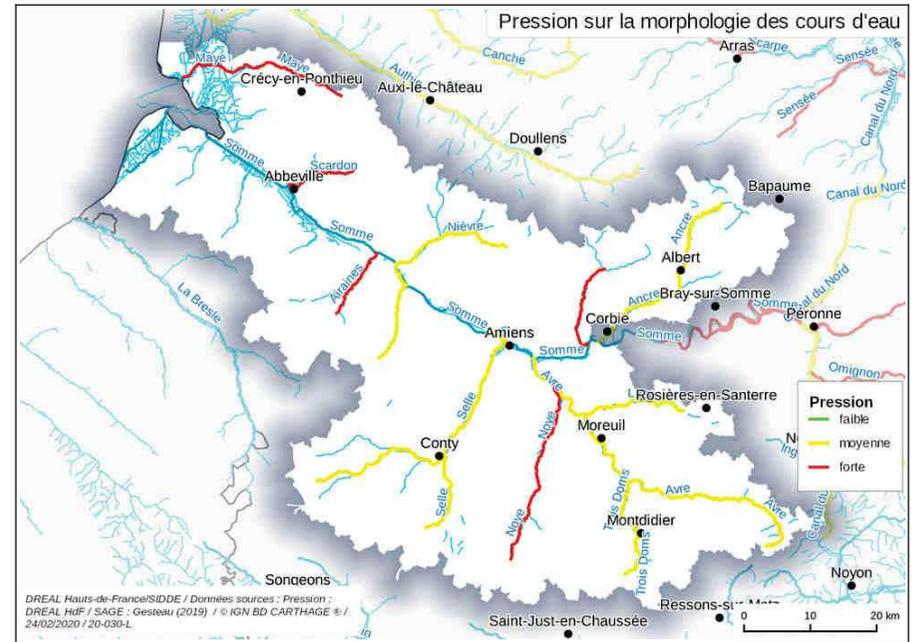 Pression sur la morphologie des cours d'eau
Arras
Scarpe
Sensée
Canche
Maye
Maye
Crécy-en-Ponthieu
Auxi-le-Château
Authie
Sensée
Canal du Nord
Doullens
Somme
Scardon
Abbeville
Bapaume
Canal du Nord
Somme
Nièvre
Ancre
Albert
Airaines
La Bresle
Ancre
Bray-sur-Somme
Somme
Canal du Nord
Péronne
Somme
Corbie
Somme
Amiens
Somme
Avre
Omignon
Selle
Rosières-en-Santerre
Pression
faible
moyenne
forte
Noye
Moreuil
Conty
Selle
Trois Doms
Avre
Avre
Noye
Montdidier
Trois Doms
Songeons
Noyon
Ressons-sur-Matz
Saint-Just-en-Chaussée
DREAL Hauts-de-France/SIDDE / Données sources : Pression :
DREAL HdF / SAGE : Gesteau (2019) / © IGN BD CARTHAGE ® /
24/02/2020 / 20-030-L
0 10 20 km